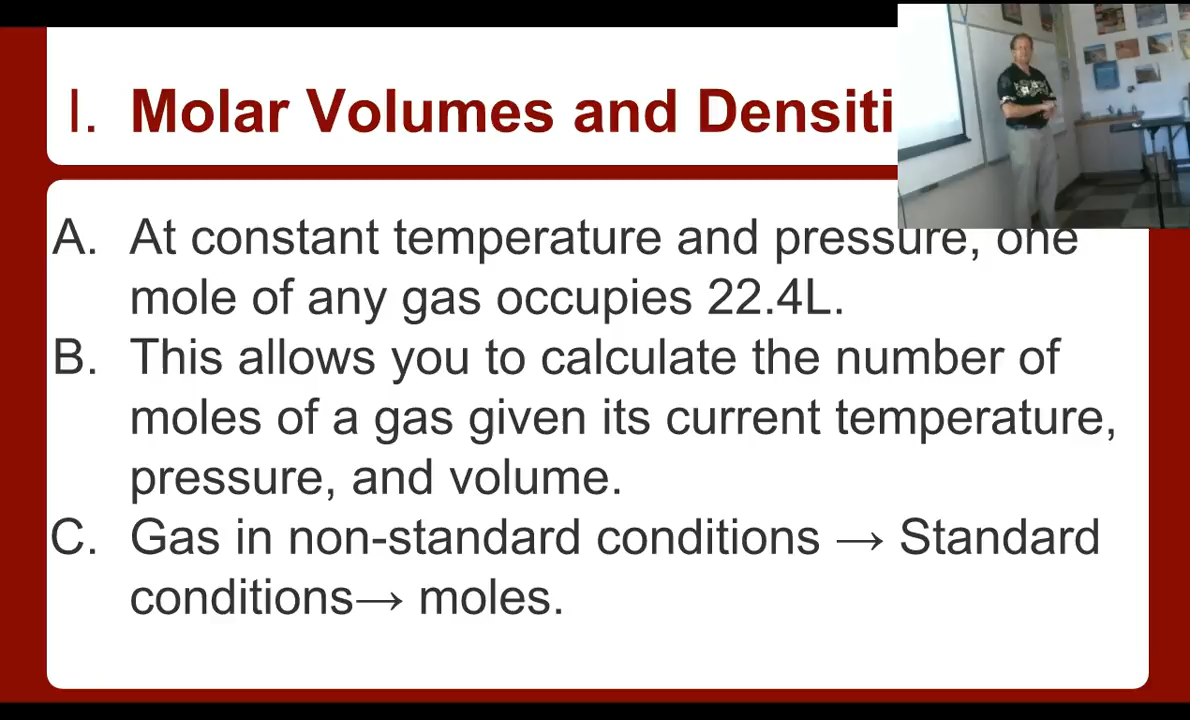 I. Molar Volumes and Densiti
A. At constant temperature and pressure, one
mole of any gas occupies 22.4L.
B. This allows you to calculate the number of
moles of a gas given its current temperature,
pressure, and volume.
C. Gas in non-standard conditions → Standard
conditions→ moles.